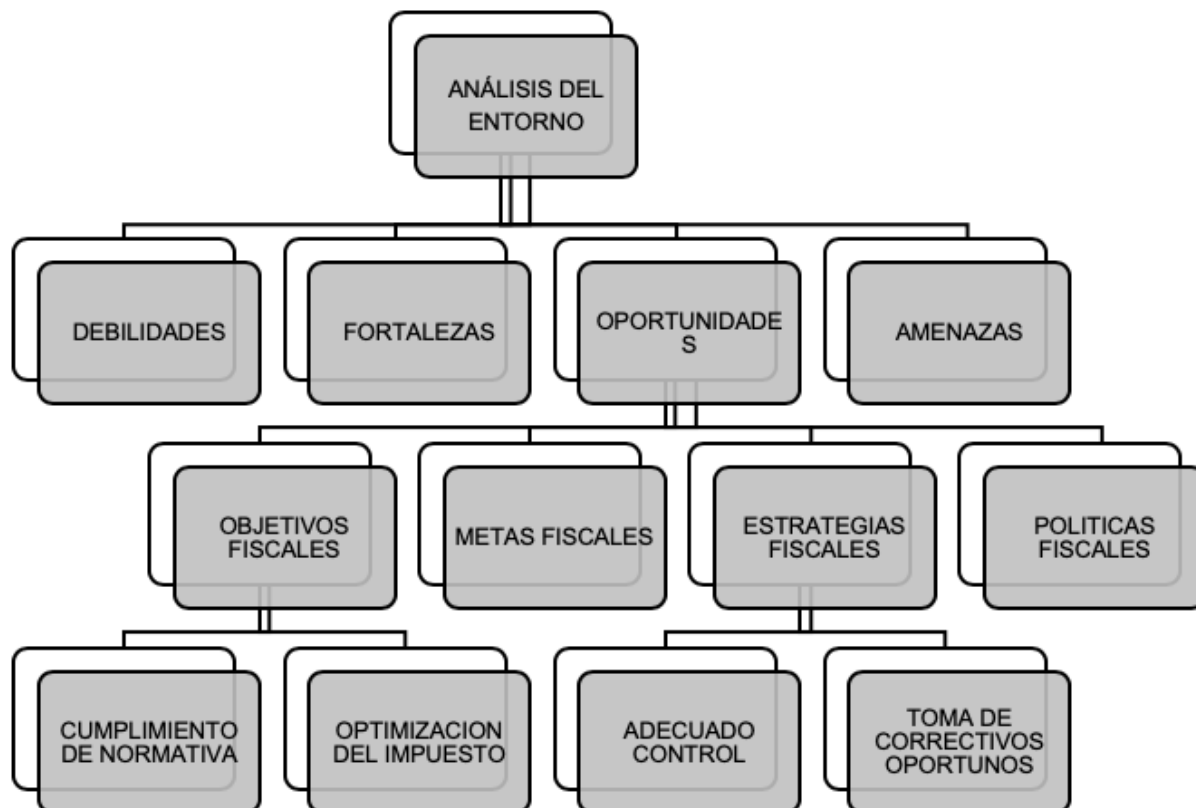 ANÁLISIS DEL
ENTORNO
DEBILIDADES
FORTALEZAS
OPORTUNIDADE
S
AMENAZAS
OBJETIVOS
FISCALES
METAS FISCALES
ESTRATEGIAS
FISCALES
POLITICAS
FISCALES
CUMPLIMIENTO
DE NORMATIVA
OPTIMIZACION
DEL IMPUESTO
ADECUADO
CONTROL
TOMA DE
CORRECTIVOS
OPORTUNOS